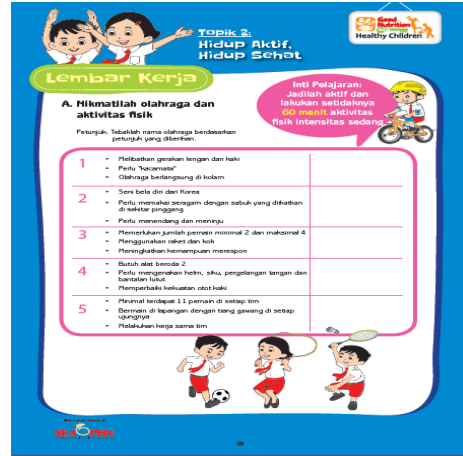 Topik 2:
Hidup Aktif,
Hidup Sehat
Good
Nutrition
Healthy Children
Lembar Kerja
Inti Pelajaran:
Jadilah aktif dan
lakukan setidaknya
60 menit aktivitas
fisik intensitas sedang
A. Nikmatilah olahraga dan
aktivitas fisik
Petunjuk. Tebaklah nama olahraga berdasarkan
petunjuk yang diberikan.
1
• Melibatkan gerakan lengan dan kaki
• Perlu "kacamata"
• Olahraga berlangsung di kolam
2
• Seni bela diri dari Korea
• Perlu memakai seragam dengan sabuk yang diikatkan
di sekitar pinggang
• Perlu menendang dan meninju
3
• Memerlukan jumlah pemain minimal 2 dan maksimal 4
• Menggunakan raket dan kok
• Meningkatkan kemampuan merespon
4
• Butuh alat beroda 2
• Perlu mengenakan helm, siku, pergelangan tangan dan
bantalan lutut
• Memperbaiki kekuatan otot kaki
5
• Minimal terdapat 11 pemain di setiap tim
• Bermain di lapangan dengan tiang gawang di setiap
ujungnya
• Melakukan kerja sama tim